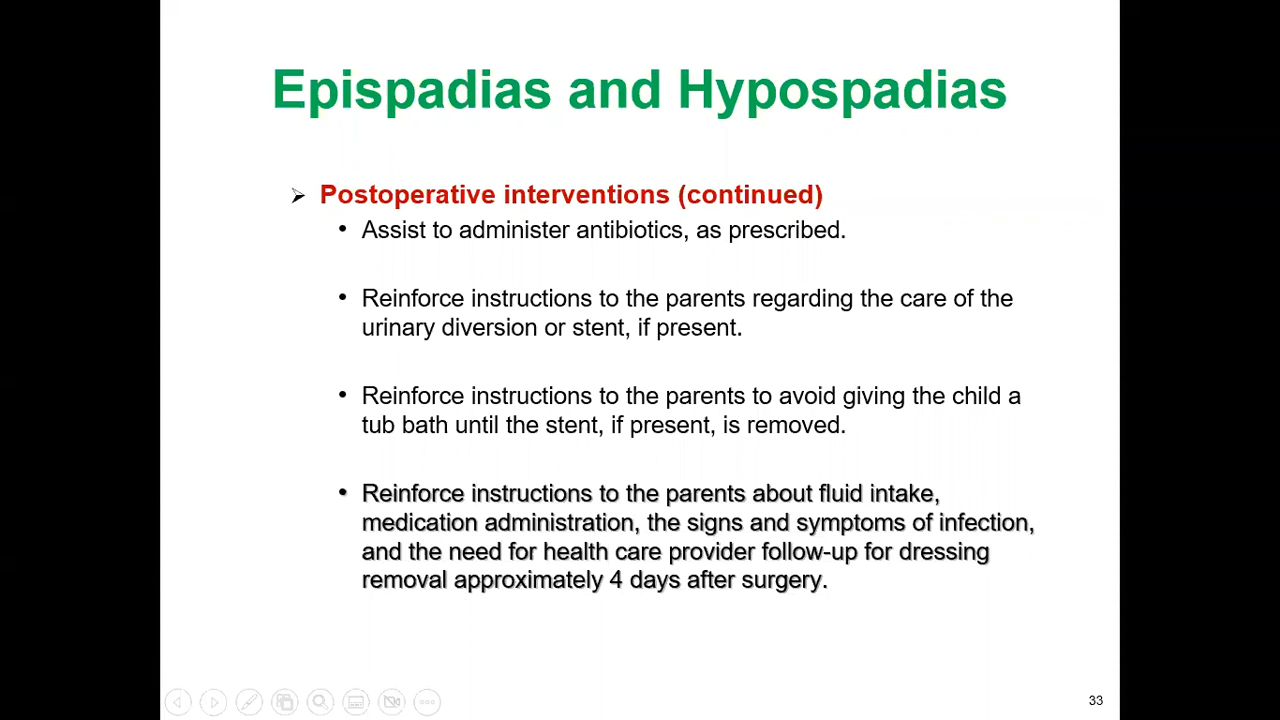 Epispadias and Hypospadias
➢ Postoperative interventions (continued)
• Assist to administer antibiotics, as prescribed.
• Reinforce instructions to the parents regarding the care of the
urinary diversion or stent, if present.
• Reinforce instructions to the parents to avoid giving the child a
tub bath until the stent, if present, is removed.
• Reinforce instructions to the parents about fluid intake,
medication administration, the signs and symptoms of infection,
and the need for health care provider follow-up for dressing
removal approximately 4 days after surgery.
33